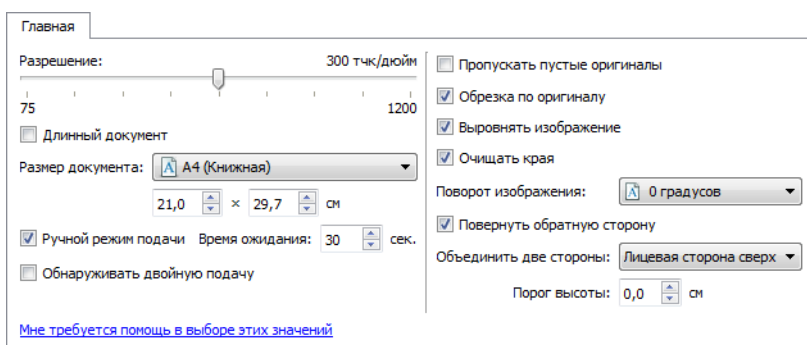 Главная
Разрешение: 300 тчк/дюйм
75 1200
Длинный документ
Размер документа: A4 (Книжная)
21,0 × 29,7 см
Ручной режим подачи Время ожидания: 30 сек.
Обнаруживать двойную подачу
Мне требуется помощь в выборе этих значений
Пропускать пустые оригиналы
Обрезка по оригиналу
Выровнять изображение
Очищать края
Поворот изображения: 0 градусов
Повернуть обратную сторону
Объединить две стороны: Лицевая сторона сверх
Порог высоты: 0,0 см